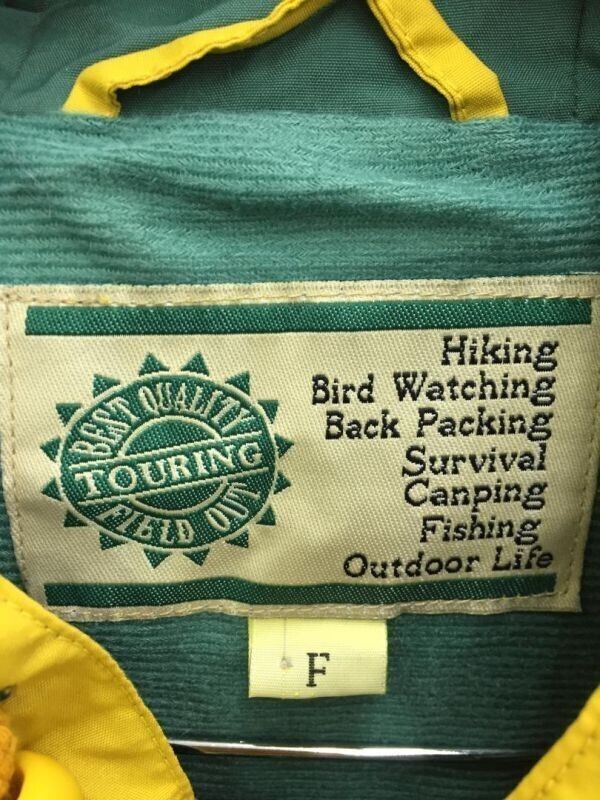 BEST QUALITY
TOURING
FIELD OUT
Hiking
Bird Watching
Back Packing
Survival
Canping
Fishing
Outdoor Life
F